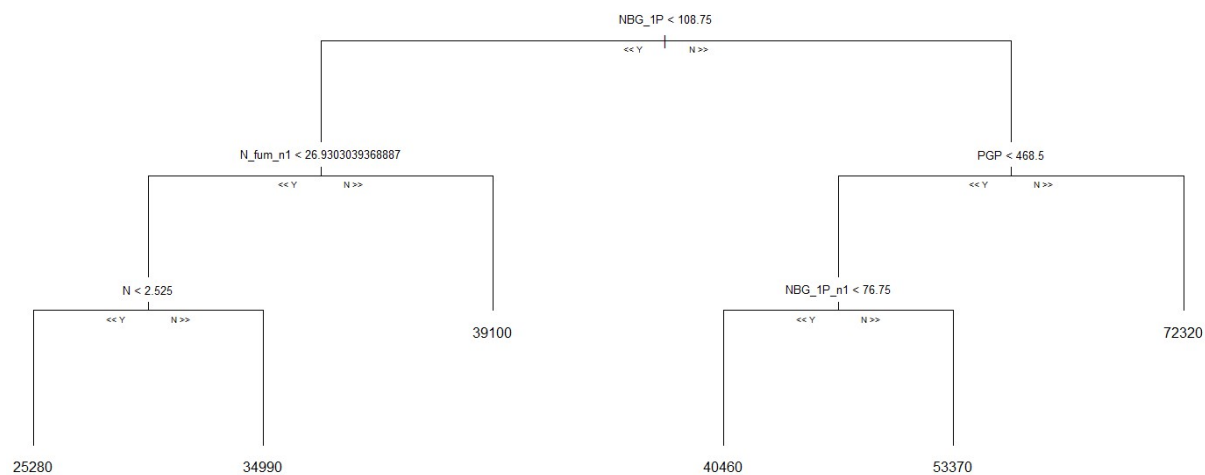 NBG_1P < 108.75
<< Y N >>
N_fum_n1 < 26.9303039368887
PGP < 468.5
<< Y N >>
<< Y N >>
N < 2.525
NBG_1P_n1 < 76.75
<< Y N >>
<< Y N >>
39100
72320
25280
34990
40460
53370